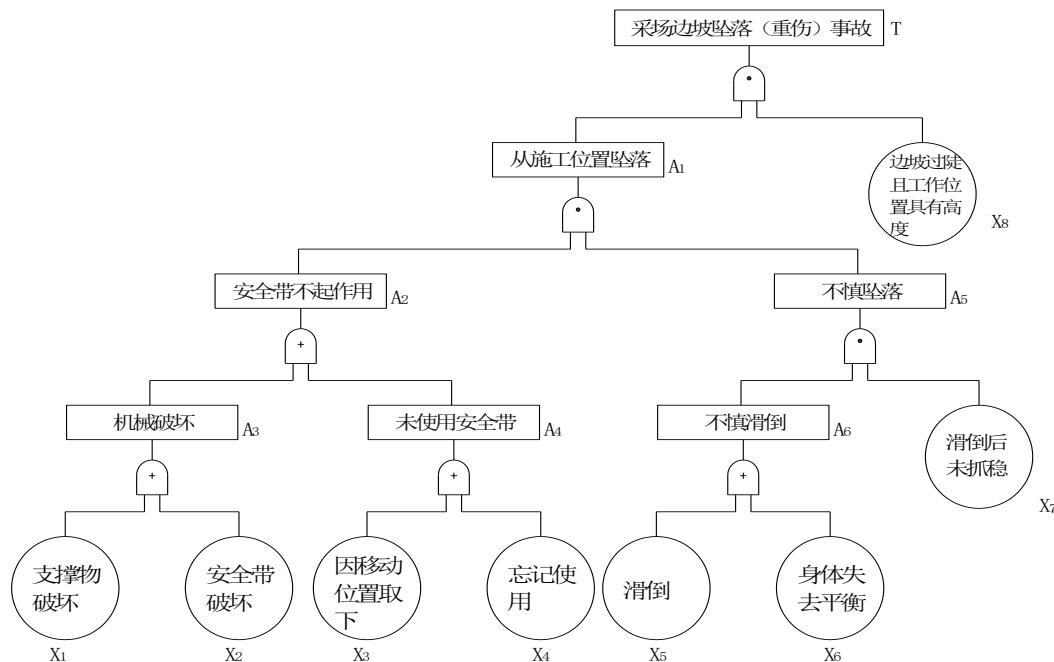 采场边坡坠落（重伤）事故 T
从施工位置坠落 A1
边坡过陡
且工作位
置具有高
度
X8
安全带不起作用 A2
不慎坠落 A5
+
机械破坏 A3
未使用安全带 A4
不慎滑倒 A6
滑倒后
未抓稳
X7
+
+
+
支撑物
破坏
安全带
破坏
因移动
位置取
下
忘记使
用
滑倒
身体失
去平衡
X1
X2
X3
X4
X5
X6